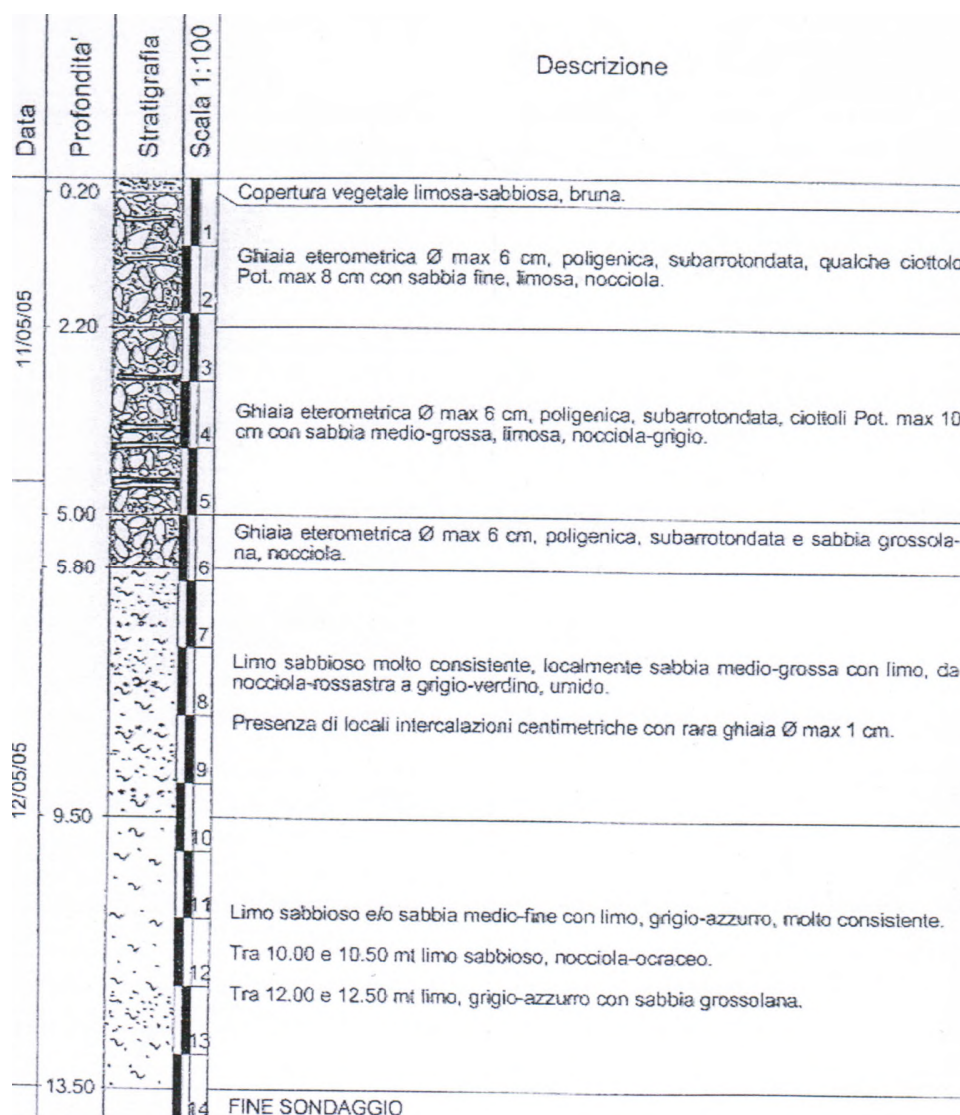 Data
Profondita'
Stratigrafia
Scala 1:100
Descrizione
11/05/05
12/05/05
0.20
Copertura vegetale limosa-sabbiosa, bruna.
1
Ghiaia eterometrica Ø max 6 cm, poligenica, subarrotondata, qualche ciottolo
Pot. max 8 cm con sabbia fine, limosa, nocciola.
2
2.20
3
Ghiaia eterometrica Ø max 6 cm, poligenica, subarrotondata, ciottoli Pot. max 10
cm con sabbia medio-grossa, limosa, nocciola-grigio.
4
5
5.00
Ghiaia eterometrica Ø max 6 cm, poligenica, subarrotondata e sabbia grossola-
na, nocciola.
6
5.80
7
Limo sabbioso molto consistente, localmente sabbia medio-grossa con limo, da
nocciola-rossastra a grigio-verdino, umido.
8
Presenza di locali intercalazioni centimetriche con rara ghiaia Ø max 1 cm.
9
9.50
10
11
Limo sabbioso e/o sabbia medio-fine con limo, grigio-azzurro, molto consistente.
Tra 10.00 e 10.50 mt limo sabbioso, nocciola-ocraceo.
12
Tra 12.00 e 12.50 mt limo, grigio-azzurro con sabbia grossolana.
13
13.50
14
FINE SONDAGGIO